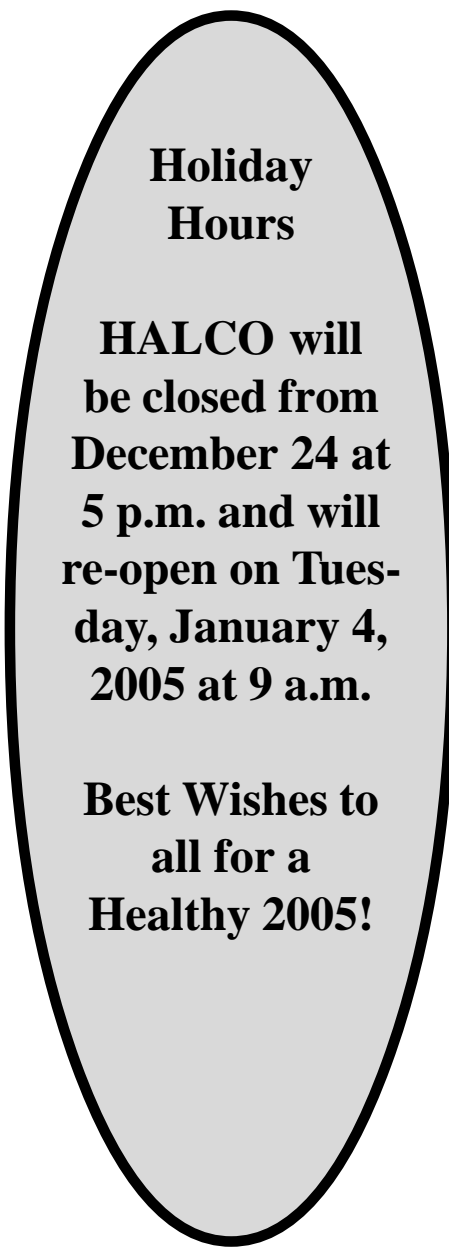 Holiday
Hours
HALCO will
be closed from
December 24 at
5 p.m. and will
re-open on Tues-
day, January 4,
2005 at 9 a.m.
Best Wishes to
all for a
Healthy 2005!